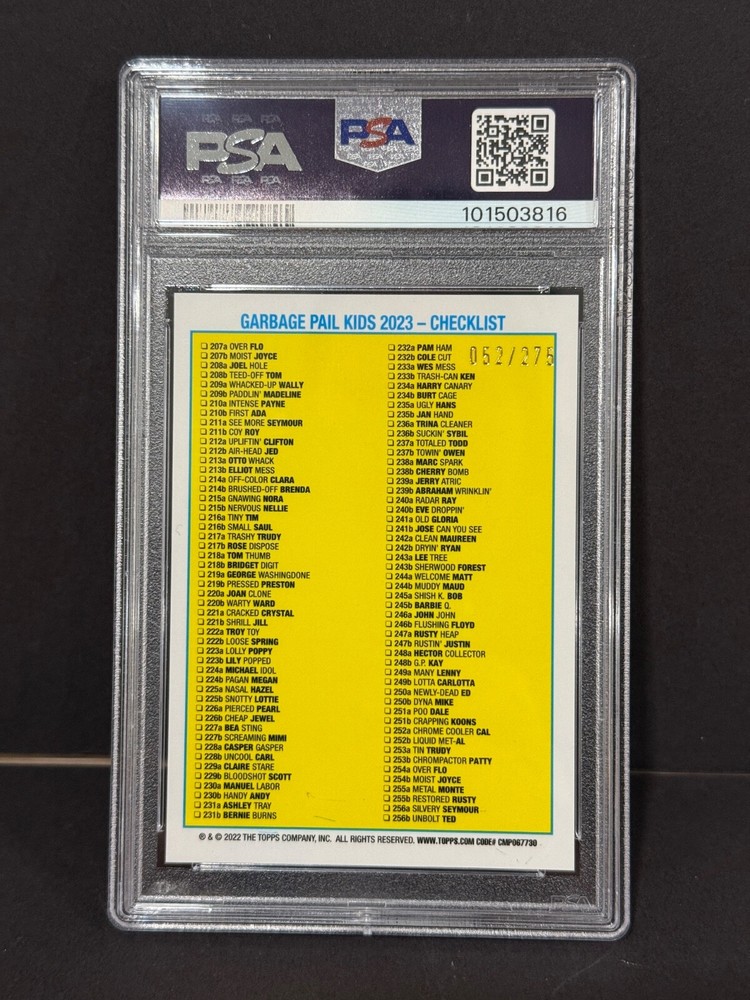 PSA
PSA
101503816
GARBAGE PAIL KIDS 2023 – CHECKLIST
052/275
207a OVER FLO
207b MOIST JOYCE
208a JOEL HOLE
208b TEED-OFF TOM
209a WHACKED-UP WALLY
209b PADDLIN' MADELINE
210a INTENSE PAYNE
210b FIRST ADA
211a SEE MORE SEYMOUR
211b COY ROY
212a UPLIFTIN' CLIFTON
212b AIR-HEAD JED
213a OTTO WHACK
213b ELLIOT MESS
214a OFF-COLOR CLARA
214b BRUSHED-OFF BRENDA
215a GNAWING NORA
215b NERVOUS NELLIE
216a TINY TIM
216b SMALL SAUL
217a TRASHY TRUDY
217b ROSE DISPOSE
218a TOM THUMB
218b BRIDGET DIGIT
219a GEORGE WASHINGDONE
219b PRESSED PRESTON
220a JOAN CLONE
220b WARTY WARD
221a CRACKED CRYSTAL
221b SHRILL JILL
222a TROY TOY
222b LOOSE SPRING
223a LOLLY POPPY
223b LILY POPPED
224a MICHAEL IDOL
224b PAGAN MEGAN
225a NASAL HAZEL
225b SNOTTY LOTTIE
226a PIERCED PEARL
226b CHEAP JEWEL
227a BEA STING
227b SCREAMING MIMI
228a CASPER GASPER
228b UNCOOL CARL
229a CLAIRE STARE
229b BLOODSHOT SCOTT
230a MANUEL LABOR
230b HANDY ANDY
231a ASHLEY TRAY
231b BERNIE BURNS
232a PAM HAM
232b COLE CUT
233a WES MESS
233b TRASH-CAN KEN
234a HARRY CANARY
234b BURT CAGE
235a UGLY HANS
235b JAN HAND
236a TRINA CLEANER
236b SUCKIN' SYBIL
237a TOTALED TODD
237b TOWIN' OWEN
238a MARC SPARK
238b CHERRY BOMB
239a JERRY ATRIC
239b ABRAHAM WRINKLIN'
240a RADAR RAY
240b EVE DROPPIN'
241a OLD GLORIA
241b JOSE CAN YOU SEE
242a CLEAN MAUREEN
242b DRYIN' RYAN
243a LEE TREE
243b SHERWOOD FOREST
244a WELCOME MATT
244b MUDDY MAUD
245a SHISH K. BOB
245b BARBIE Q.
246a JOHN JOHN
246b FLUSHING FLOYD
247a RUSTY HEAP
247b RUSTIN' JUSTIN
248a HECTOR COLLECTOR
248b G.P. KAY
249a MANY LENNY
249b LOTTA CARLOTTA
250a NEWLY-DEAD ED
250b DYNA MIKE
251a POO DALE
251b CRAPPING KOONS
252a CHROME COOLER CAL
252b LIQUID MET-AL
253a TIN TRUDY
253b CHROMPACTOR PATTY
254a OVER FLO
254b MOIST JOYCE
255a METAL MONTE
255b RESTORED RUSTY
256a SILVERY SEYMOUR
256b UNBOLT TED
® & © 2022 THE TOPPS COMPANY, INC. ALL RIGHTS RESERVED. WWW.TOPPS.COM CODE# CMP067730